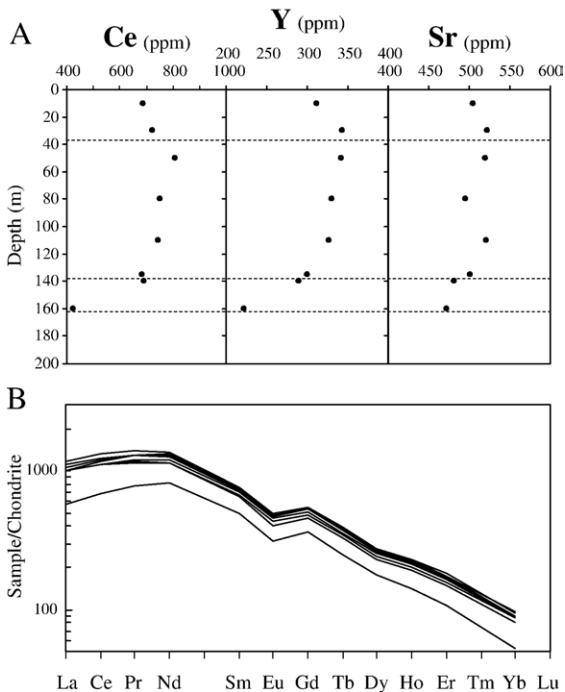 A
Ce (ppm)
Y (ppm)
Sr (ppm)
400 600 800 1000
200 250 300 350 400
400 450 500 550 600
Depth (m)
0
20
40
60
80
100
120
140
160
180
200
B
Sample/Chondrite
1000
100
La Ce Pr Nd Sm Eu Gd Tb Dy Ho Er Tm Yb Lu